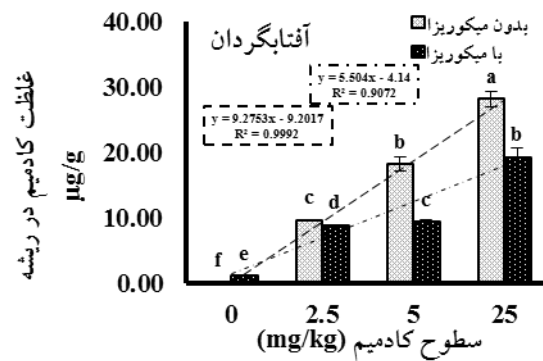 آفتابگردان
بدون میکوریزا
با میکوریزا
y = 5.504x - 4.14
R² = 0.9072
y = 9.2753x - 9.2017
R² = 0.9992
غلظت کادمیم در ریشه
µg/g
40.00
30.00
20.00
10.00
0.00
f
e
c
d
b
c
a
b
0
2.5
5
25
سطوح کادمیم (mg/kg)